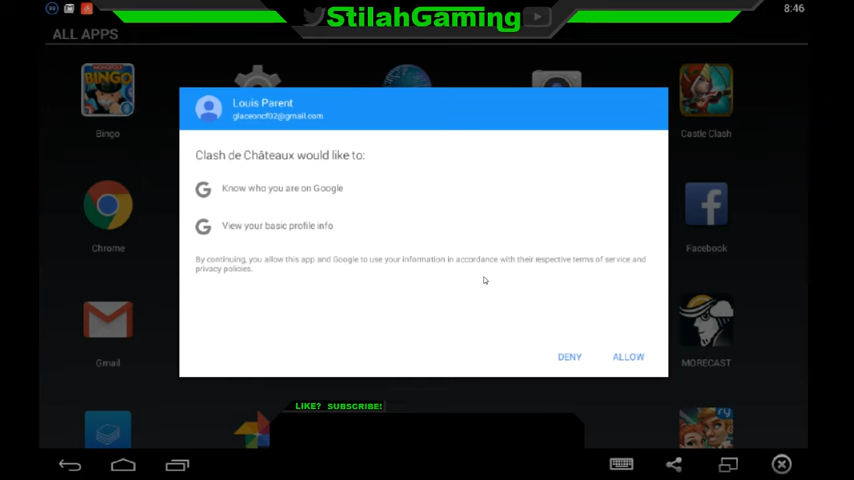 StilahGaming
8:46
ALL APPS
Louis Parent
glaceoncf02@gmail.com
Bingo
Castle Clash
Clash de Châteaux would like to:
Know who you are on Google
View your basic profile info
By continuing, you allow this app and Google to use your information in accordance with their respective terms of service and
privacy policies.
Chrome
Facebook
DENY
ALLOW
Gmail
MORECAST
LIKE? SUBSCRIBE!